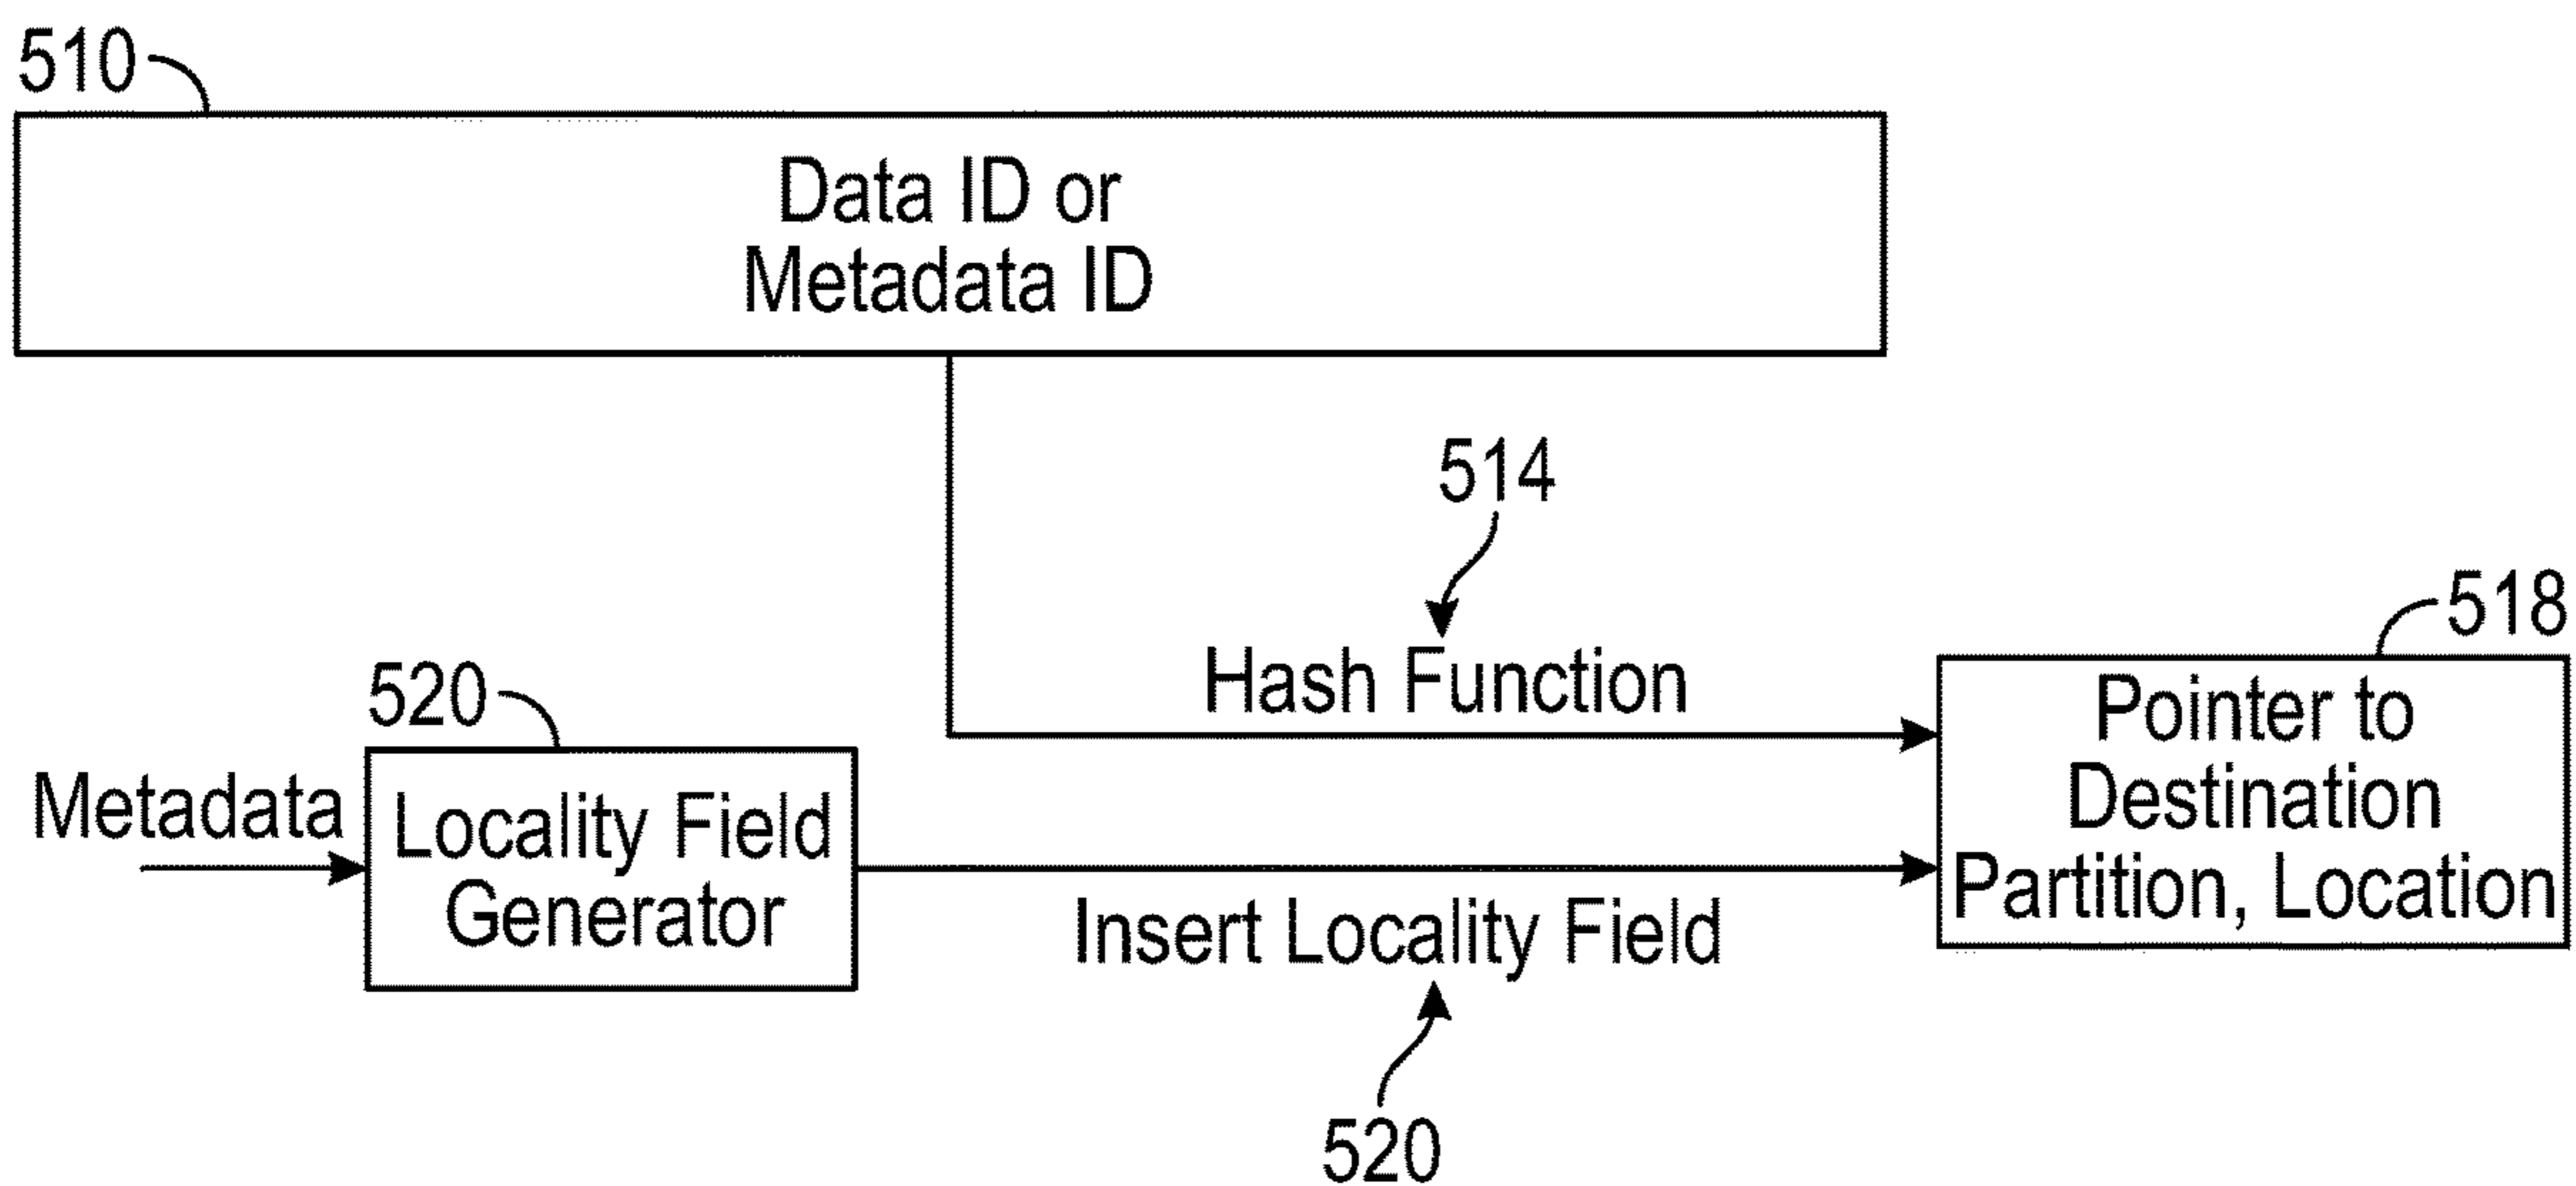 510
Data ID or
Metadata ID
514
Hash Function
518
Pointer to
Destination
Partition, Location
520
Metadata
Locality Field
Generator
Insert Locality Field
520